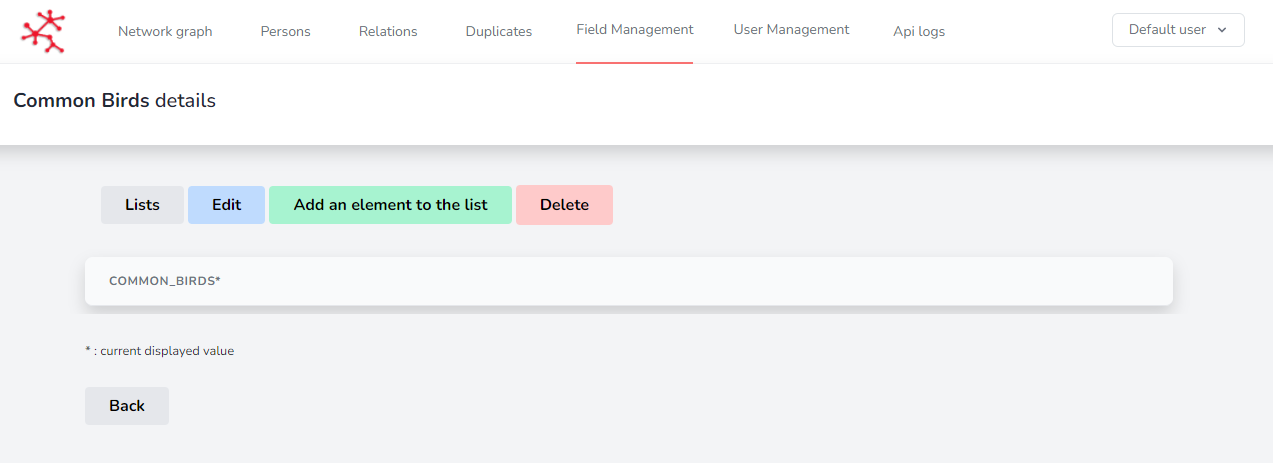 Network graph Persons Relations Duplicates Field Management User Management Api logs Default user
Common Birds details
Lists Edit Add an element to the list Delete
COMMON_BIRDS*
* : current displayed value
Back